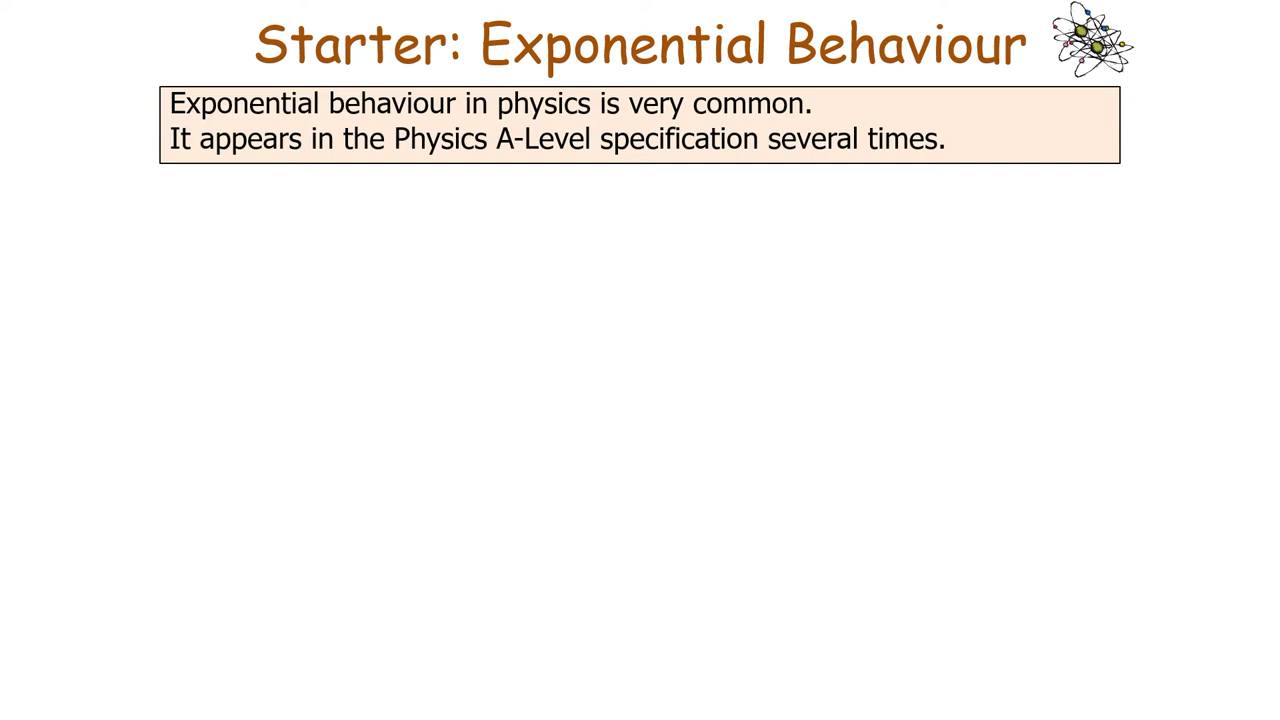 Starter: Exponential Behaviour
Exponential behaviour in physics is very common.
It appears in the Physics A-Level specification several times.